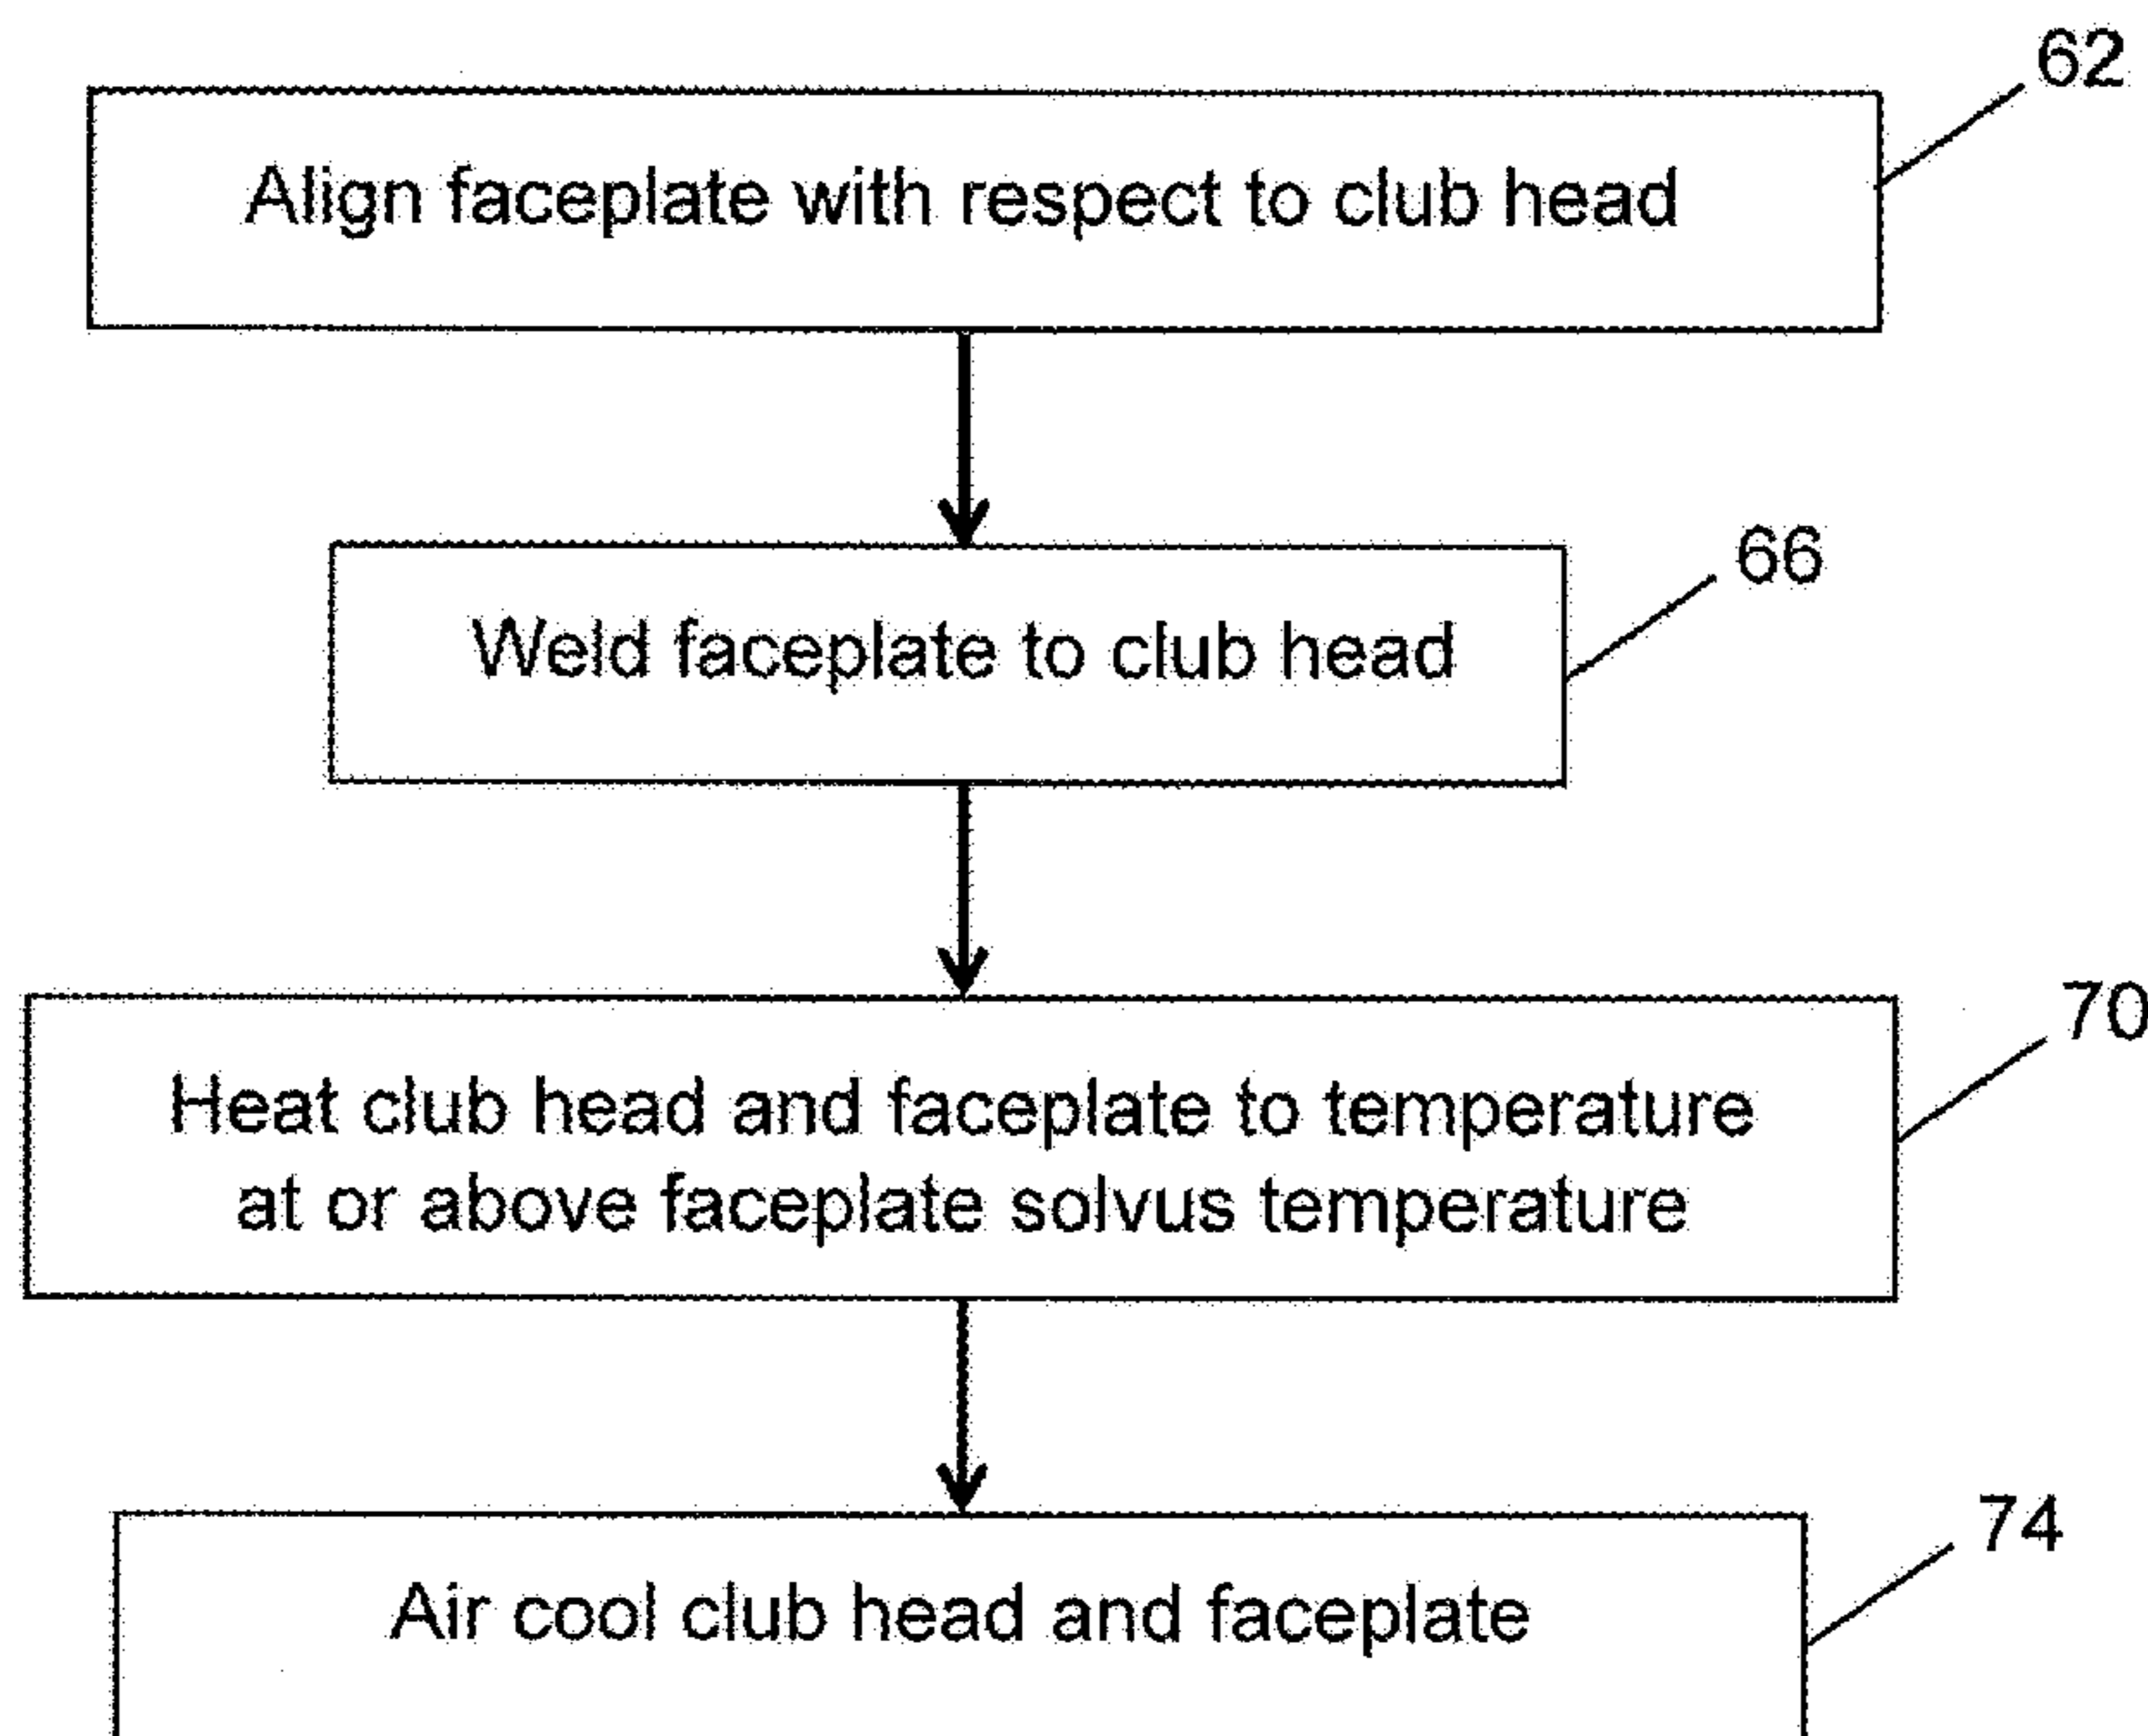 62
Align faceplate with respect to club head
66
Weld faceplate to club head
70
Heat club head and faceplate to temperature
at or above faceplate solvus temperature
74
Air cool club head and faceplate